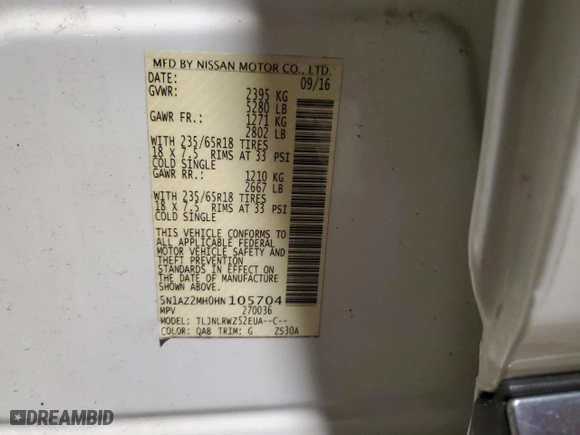 MFD BY NISSAN MOTOR CO., LTD.
DATE: 09/16
GVWR: 2395 KG
5280 LB
GAWR FR.: 1271 KG
2802 LB
WITH 235/65R18 TIRES
18 X 7.5 RIMS AT 33 PSI
COLD SINGLE
GAWR RR.: 1210 KG
2667 LB
WITH 235/65R18 TIRES
18 X 7.5 RIMS AT 33 PSI
COLD SINGLE
THIS VEHICLE CONFORMS TO
ALL APPLICABLE FEDERAL
MOTOR VEHICLE SAFETY AND
THEFT PREVENTION
STANDARDS IN EFFECT ON
THE DATE OF MANUFACTURE
SHOWN ABOVE.
5N1AZ2MH0HN105704
MPV 270036
MODEL: TLJNLRWZ52EUA--C--
COLOR: QAB TRIM: G ZS30A
DREAMBID